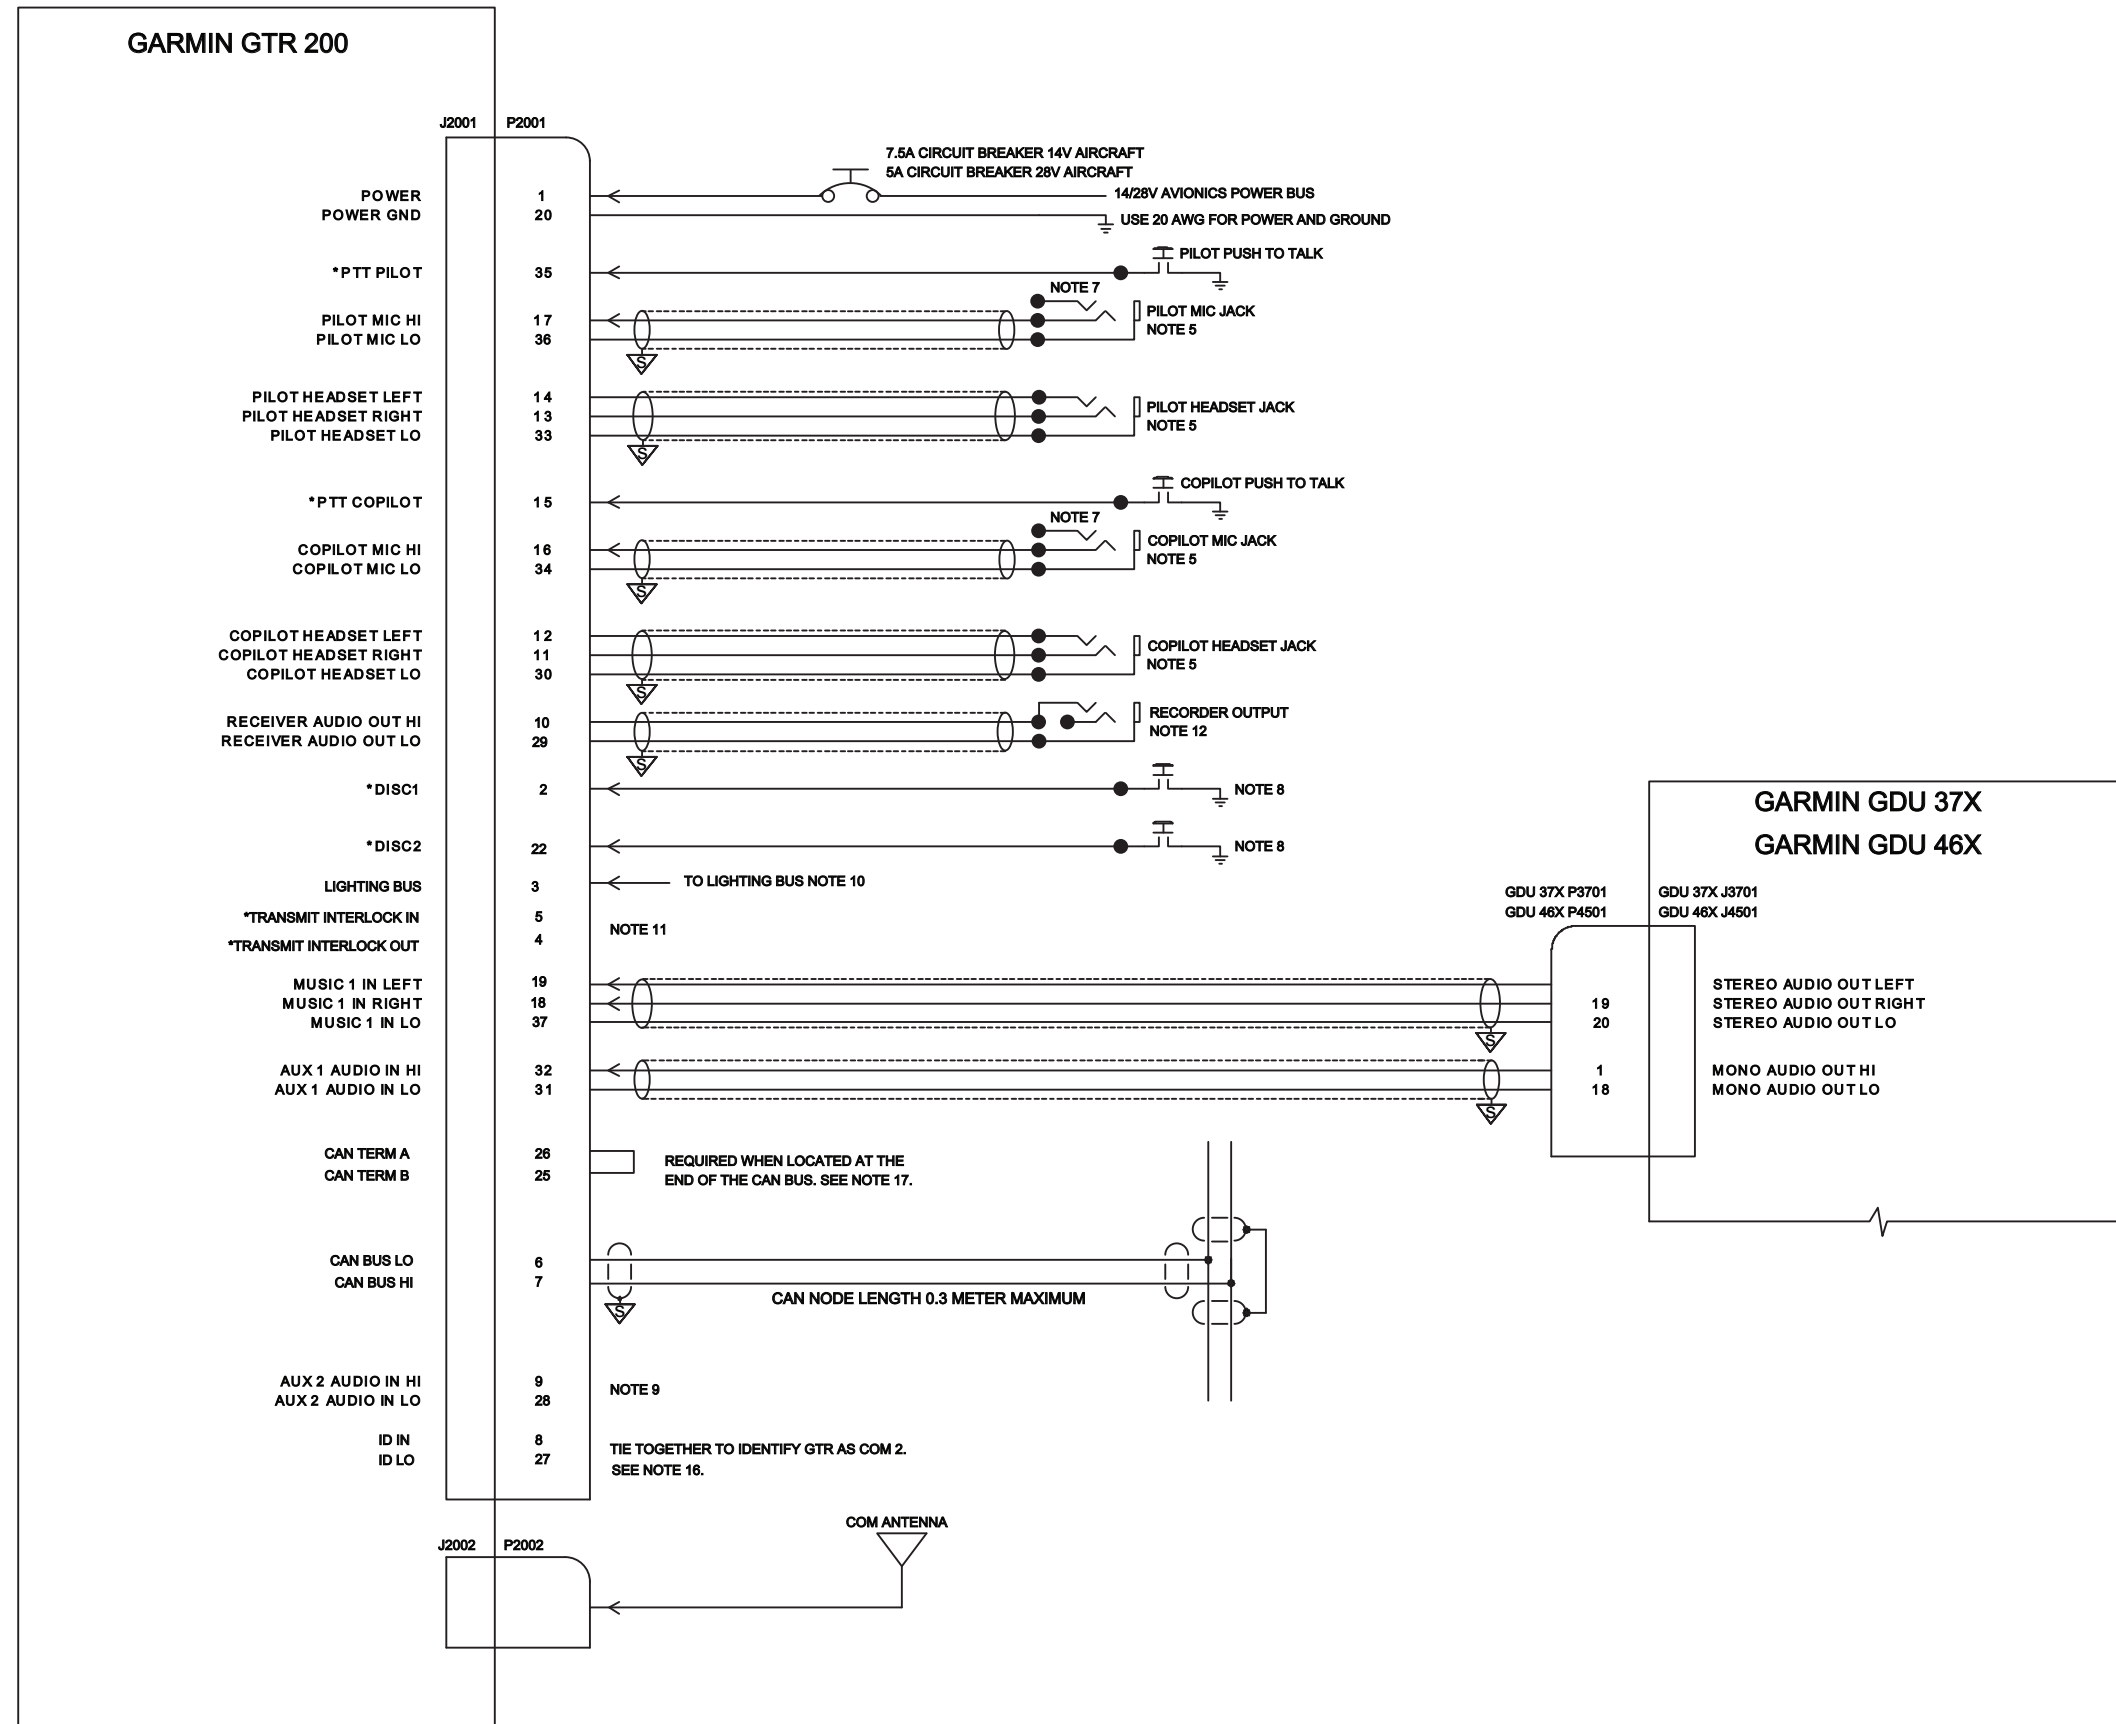 GARMIN GTR 200
J2001 P2001
7.5A CIRCUIT BREAKER 14V AIRCRAFT
5A CIRCUIT BREAKER 28V AIRCRAFT
POWER 1 14/28V AVIONICS POWER BUS
POWER GND 20 USE 20 AWG FOR POWER AND GROUND
PILOT PUSH TO TALK
*PTT PILOT 35
NOTE 7
PILOT MIC HI 17 PILOT MIC JACK
PILOT MIC LO 36 NOTE 5
S
PILOT HEADSET LEFT 14
PILOT HEADSET RIGHT 13 PILOT HEADSET JACK
PILOT HEADSET LO 33 NOTE 5
S
COPILOT PUSH TO TALK
*PTT COPILOT 15
NOTE 7
COPILOT MIC HI 16 COPILOT MIC JACK
COPILOT MIC LO 34 NOTE 5
S
COPILOT HEADSET LEFT 12
COPILOT HEADSET RIGHT 11 COPILOT HEADSET JACK
COPILOT HEADSET LO 30 NOTE 5
S
RECEIVER AUDIO OUT HI 10 RECORDER OUTPUT
RECEIVER AUDIO OUT LO 29 NOTE 12
S
*DISC1 2 NOTE 8
*DISC2 22 NOTE 8
LIGHTING BUS 3 TO LIGHTING BUS NOTE 10
*TRANSMIT INTERLOCK IN 5
NOTE 11
*TRANSMIT INTERLOCK OUT 4
GARMIN GDU 37X
GARMIN GDU 46X
GDU 37X P3701 GDU 37X J3701
GDU 46X P4501 GDU 46X J4501
MUSIC 1 IN LEFT 19 STEREO AUDIO OUT LEFT
MUSIC 1 IN RIGHT 18 19 STEREO AUDIO OUT RIGHT
MUSIC 1 IN LO 37 20 STEREO AUDIO OUT LO
S
AUX 1 AUDIO IN HI 32 1 MONO AUDIO OUT HI
AUX 1 AUDIO IN LO 31 18 MONO AUDIO OUT LO
S
CAN TERM A 26 REQUIRED WHEN LOCATED AT THE
CAN TERM B 25 END OF THE CAN BUS. SEE NOTE 17.
CAN BUS LO 6
CAN BUS HI 7
CAN NODE LENGTH 0.3 METER MAXIMUM
S
AUX 2 AUDIO IN HI 9
NOTE 9
AUX 2 AUDIO IN LO 28
ID IN 8 TIE TOGETHER TO IDENTIFY GTR AS COM 2.
ID LO 27 SEE NOTE 16.
COM ANTENNA
J2002 P2002